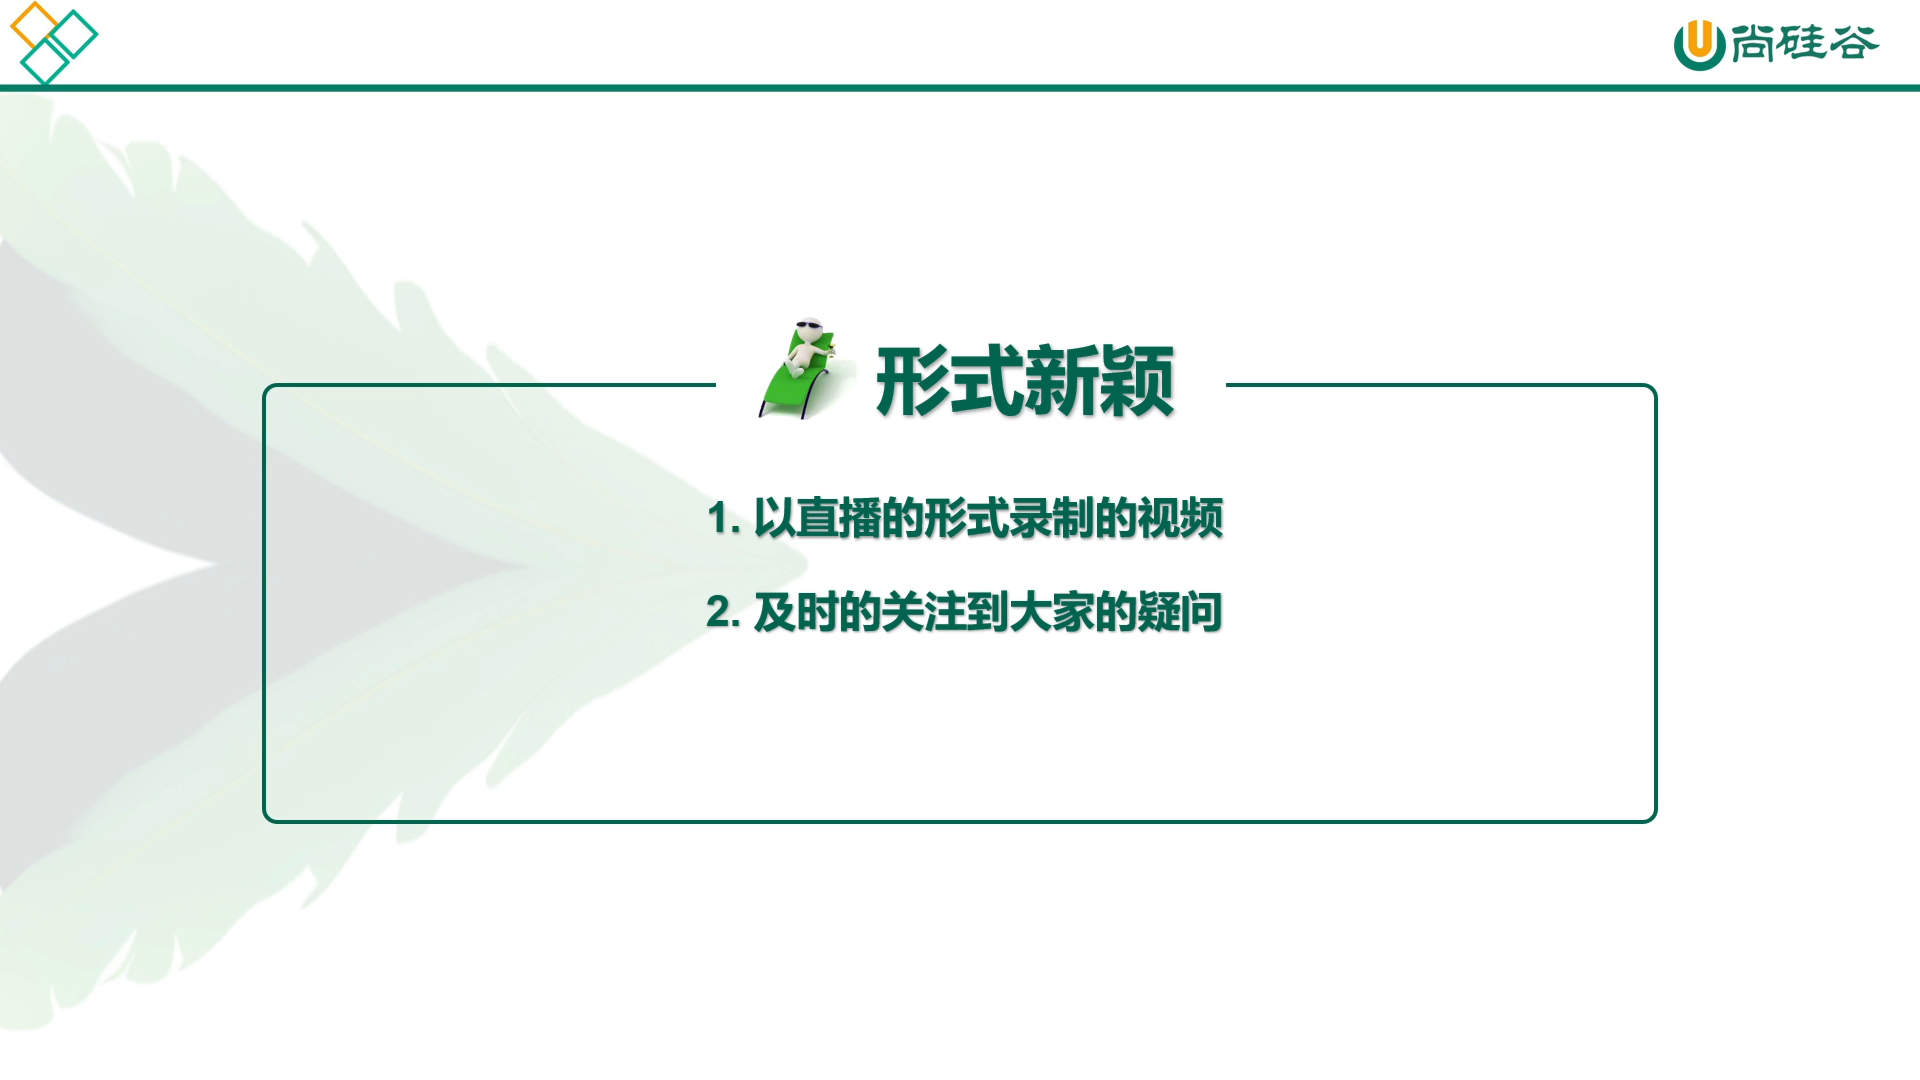 尚硅谷
形式新颖
1. 以直播的形式录制的视频
2. 及时的关注到大家的疑问